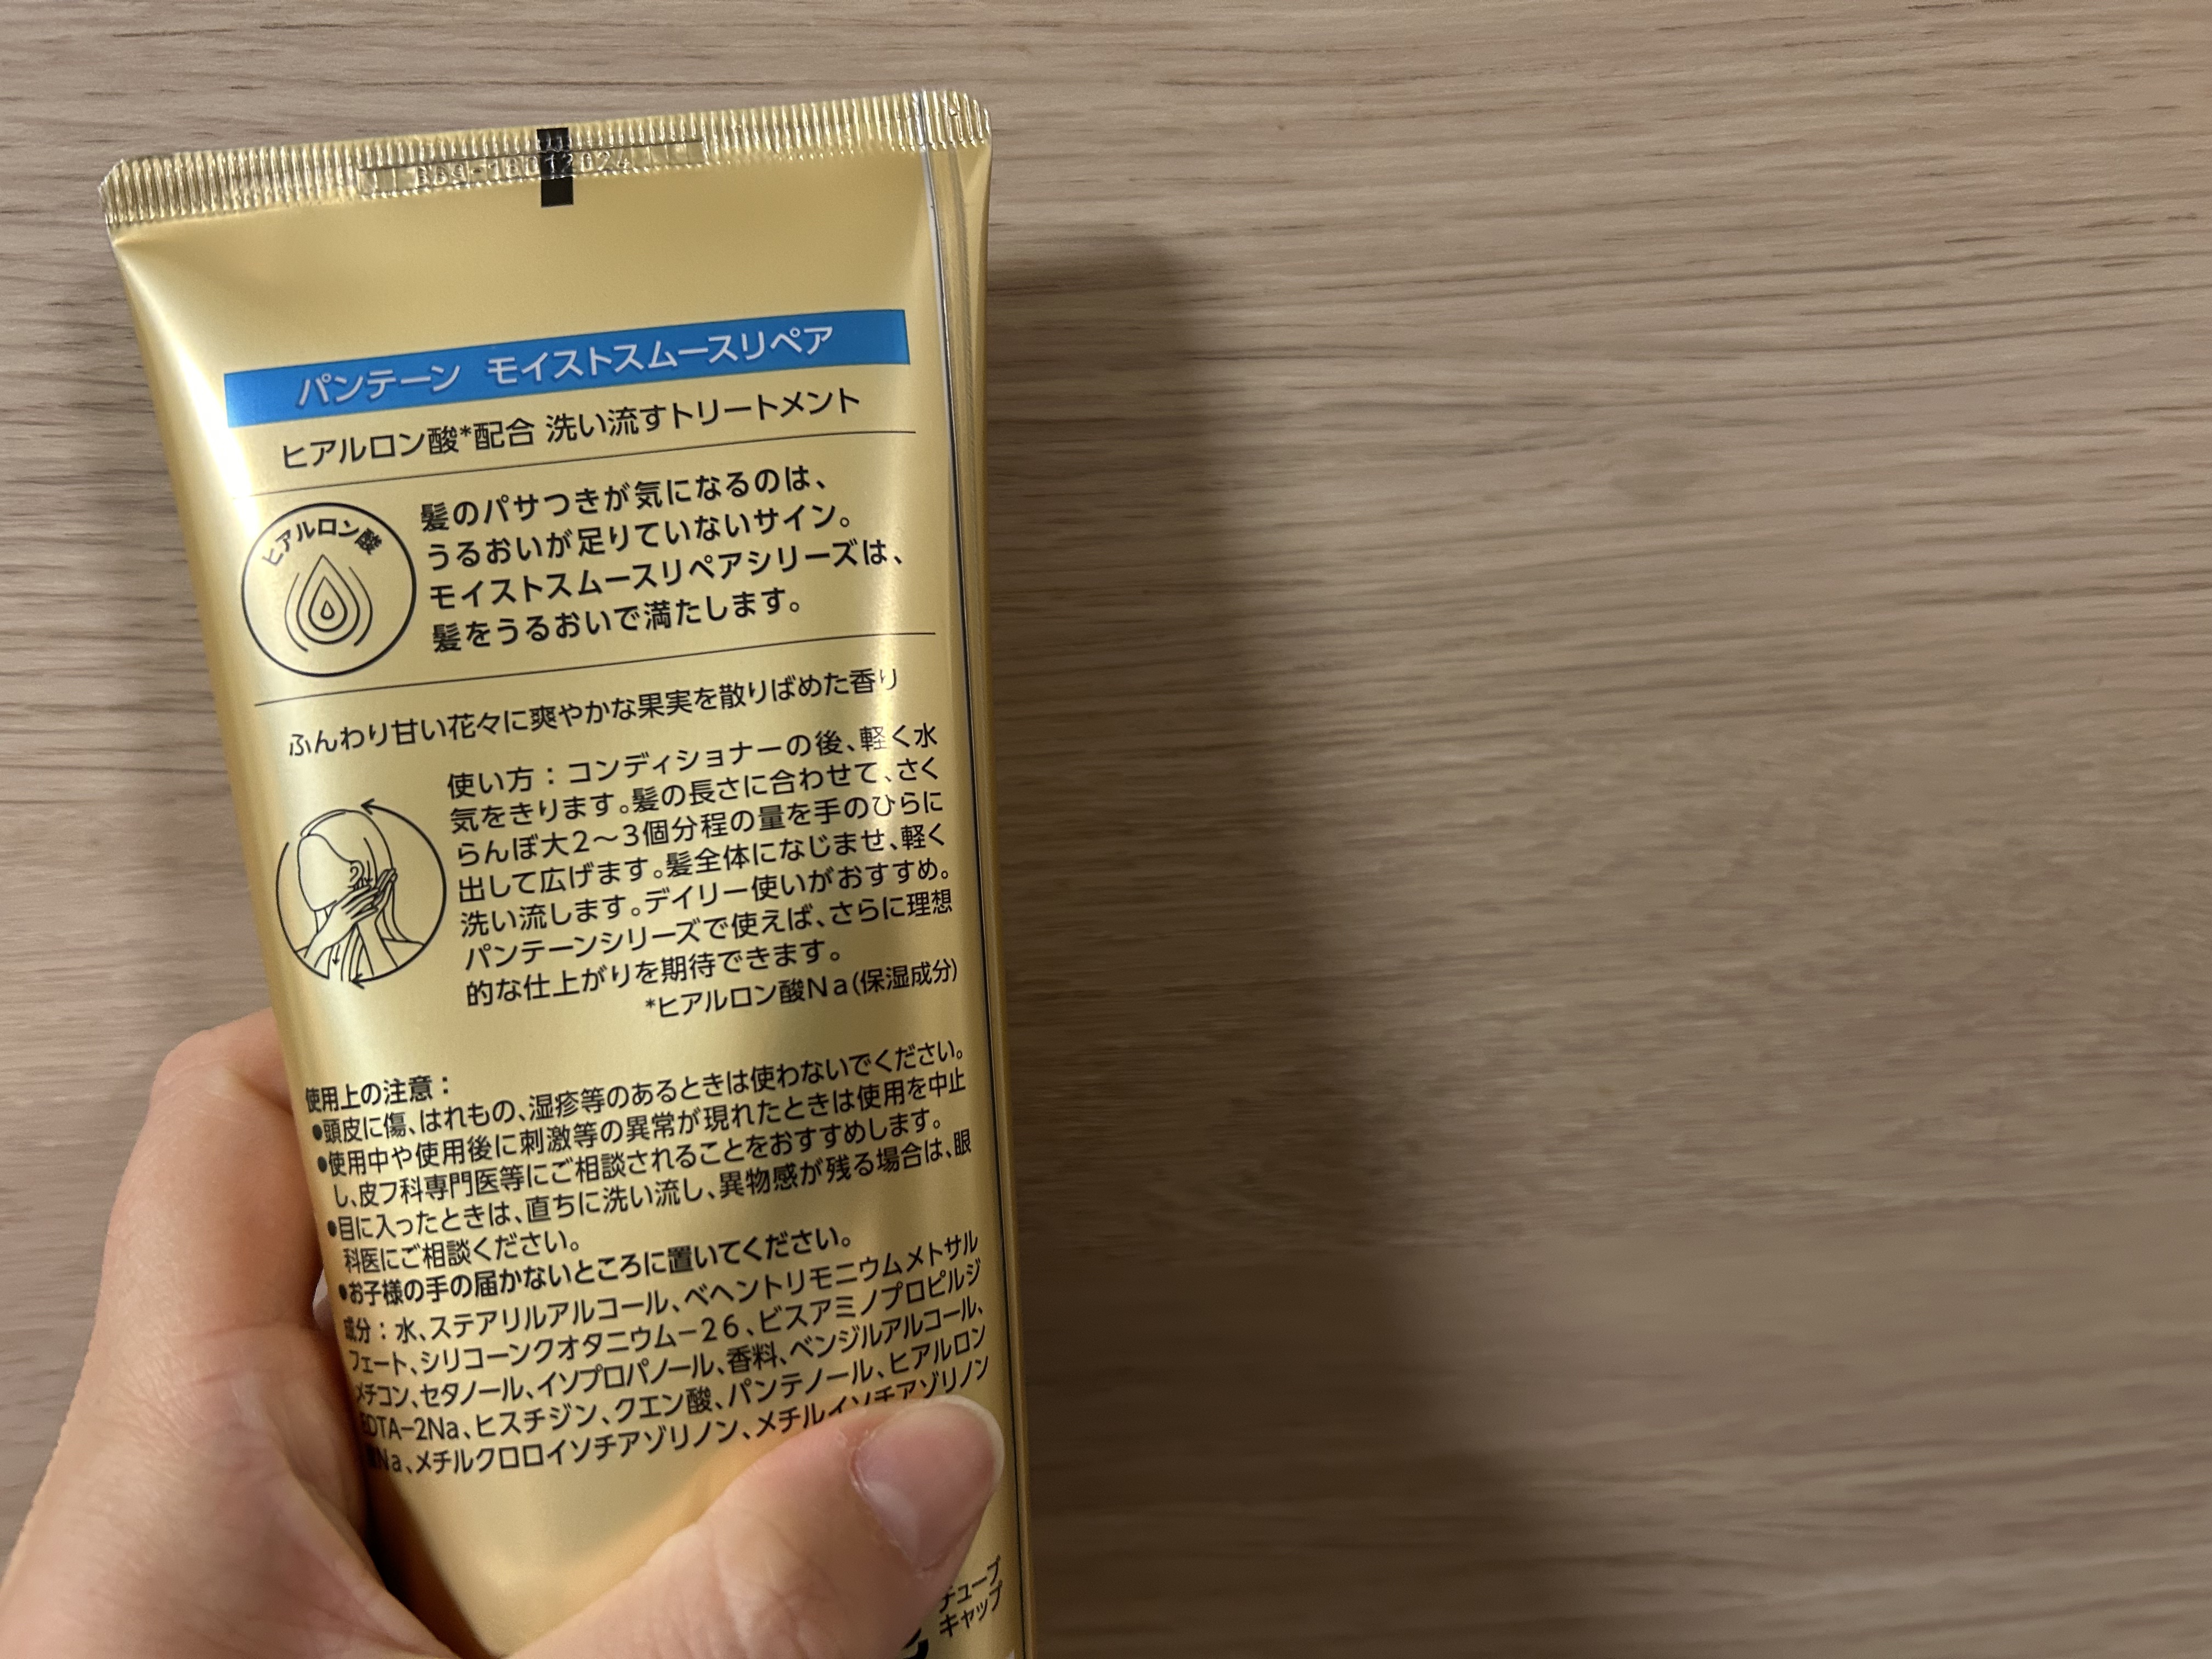 パンテーン モイストスムースリペア
ヒアルロン酸*配合 洗い流すトリートメント
ヒアルロン酸
髪のパサつきが気になるのは、
うるおいが足りていないサイン。
モイストスムースリペアシリーズは、
髪をうるおいで満たします。
ふんわり甘い花々に爽やかな果実を散りばめた香り
使い方：コンディショナーの後、軽く水
気をきります。髪の長さに合わせて、さく
らんぼ大2～3個分程の量を手のひらに
出して広げます。髪全体になじませ、軽く
洗い流します。デイリー使いがおすすめ。
パンテーンシリーズで使えば、さらに理想
的な仕上がりを期待できます。
*ヒアルロン酸Na(保湿成分)
使用上の注意：
●頭皮に傷、はれもの、湿疹等のあるときは使わないでください。
●使用中や使用後に刺激等の異常が現れたときは使用を中止
し、皮フ科専門医等にご相談されることをおすすめします。
●目に入ったときは、直ちに洗い流し、異物感が残る場合は、眼
科医にご相談ください。
●お子様の手の届かないところに置いてください。
成分：水、ステアリルアルコール、ベヘントリモニウムメトサル
フェート、シリコーンクオタニウム－26、ビスアミノプロピルジ
メチコン、セタノール、イソプロパノール、香料、ベンジルアルコール、
EDTA－2Na、ヒスチジン、クエン酸、パンテノール、ヒアルロン
酸Na、メチルクロロイソチアゾリノン、メチルイソチアゾリノン
チューブ
キャップ